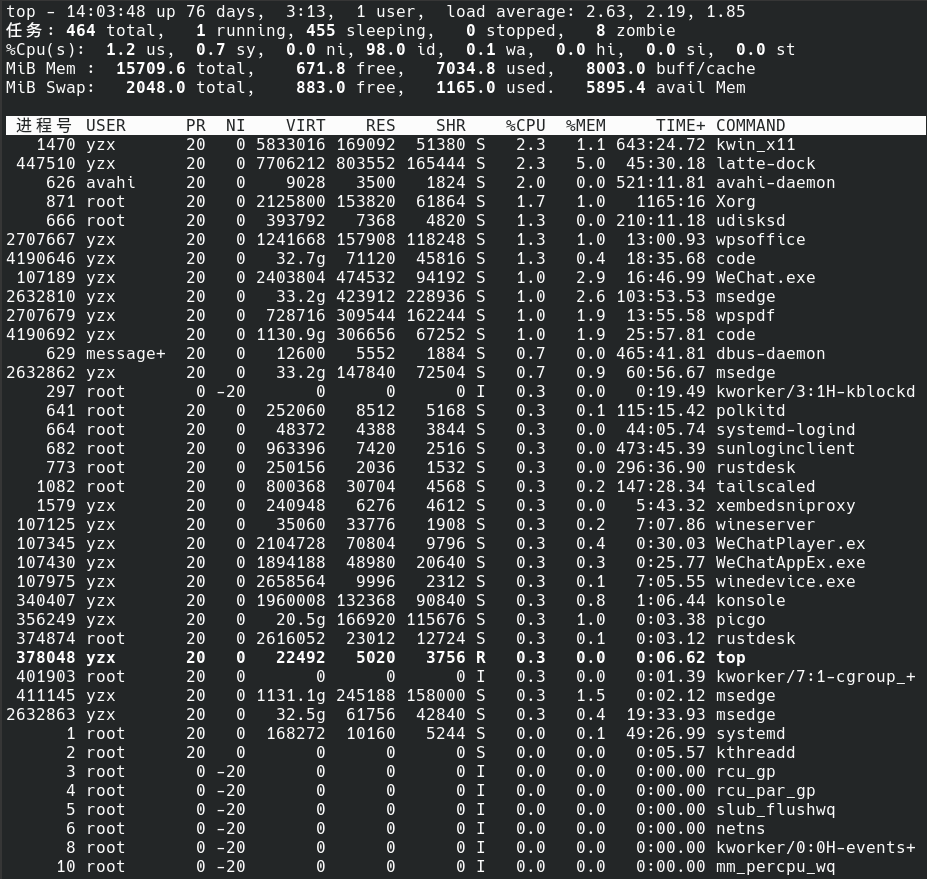 top - 14:03:48 up 76 days,  3:13,  1 user,  load average: 2.63, 2.19, 1.85
任务: 464 total,   1 running, 455 sleeping,   0 stopped,   8 zombie
%Cpu(s):  1.2 us,  0.7 sy,  0.0 ni, 98.0 id,  0.1 wa,  0.0 hi,  0.0 si,  0.0 st
MiB Mem :  15709.6 total,    671.8 free,   7034.8 used,   8003.0 buff/cache
MiB Swap:   2048.0 total,    883.0 free,   1165.0 used.   5895.4 avail Mem
进程号 USER      PR  NI    VIRT    RES    SHR    %CPU  %MEM     TIME+ COMMAND
1470 yzx       20   0 5833016 169092  51380 S   2.3   1.1 643:24.72 kwin_x11
447510 yzx       20   0 7706212 803552 165444 S   2.3   5.0  45:30.18 latte-dock
626 avahi     20   0    9028   3500   1824 S   2.0   0.0 521:11.81 avahi-daemon
871 root      20   0 2125800 153820  61864 S   1.7   1.0   1165:16 Xorg
666 root      20   0  393792   7368   4820 S   1.3   0.0 210:11.18 udisksd
2707667 yzx       20   0 1241668 157908 118248 S   1.3   1.0  13:00.93 wpsoffice
4190646 yzx       20   0   32.7g  71120  45816 S   1.3   0.4  18:35.68 code
107189 yzx       20   0 2403804 474532  94192 S   1.0   2.9  16:46.99 WeChat.exe
2632810 yzx       20   0   33.2g 423912 228936 S   1.0   2.6 103:53.53 msedge
2707679 yzx       20   0  728716 309544 162244 S   1.0   1.9  13:55.58 wpspdf
4190692 yzx       20   0 1130.9g 306656  67252 S   1.0   1.9  25:57.81 code
629 message+  20   0   12600   5552   1884 S   0.7   0.0 465:41.81 dbus-daemon
2632862 yzx       20   0   33.2g 147840  72504 S   0.7   0.9  60:56.67 msedge
297 root       0 -20       0      0      0 I   0.3   0.0   0:19.49 kworker/3:1H-kblockd
641 root      20   0  252060   8512   5168 S   0.3   0.1 115:15.42 polkitd
664 root      20   0   48372   4388   3844 S   0.3   0.0  44:05.74 systemd-logind
682 root      20   0  963396   7420   2516 S   0.3   0.0 473:45.39 sunloginclient
773 root      20   0  250156   2036   1532 S   0.3   0.0 296:36.90 rustdesk
1082 root      20   0  800368  30704   4568 S   0.3   0.2 147:28.34 tailscaled
1579 yzx       20   0  240948   6276   4612 S   0.3   0.0   5:43.32 xembedsniproxy
107125 yzx       20   0   35060  33776   1908 S   0.3   0.2   7:07.86 wineserver
107345 yzx       20   0 2104728  70804   9796 S   0.3   0.4   0:30.03 WeChatPlayer.ex
107430 yzx       20   0 1894188  48980  20640 S   0.3   0.3   0:25.77 WeChatAppEx.exe
107975 yzx       20   0 2658564   9996   2312 S   0.3   0.1   7:05.55 winedevice.exe
340407 yzx       20   0 1960008 132368  90840 S   0.3   0.8   1:06.44 konsole
356249 yzx       20   0   20.5g 166920 115676 S   0.3   1.0   0:03.38 picgo
374874 root      20   0 2616052  23012  12724 S   0.3   0.1   0:03.12 rustdesk
378048 yzx       20   0   22492   5020   3756 R   0.3   0.0   0:06.62 top
401903 root      20   0       0      0      0 I   0.3   0.0   0:01.39 kworker/7:1-cgroup_+
411145 yzx       20   0 1131.1g 245188 158000 S   0.3   1.5   0:02.12 msedge
2632863 yzx       20   0   32.5g  61756  42840 S   0.3   0.4  19:33.93 msedge
1 root      20   0  168272  10160   5244 S   0.0   0.1  49:26.99 systemd
2 root      20   0       0      0      0 S   0.0   0.0   0:05.57 kthreadd
3 root       0 -20       0      0      0 I   0.0   0.0   0:00.00 rcu_gp
4 root       0 -20       0      0      0 I   0.0   0.0   0:00.00 rcu_par_gp
5 root       0 -20       0      0      0 I   0.0   0.0   0:00.00 slub_flushwq
6 root       0 -20       0      0      0 I   0.0   0.0   0:00.00 netns
8 root       0 -20       0      0      0 I   0.0   0.0   0:00.00 kworker/0:0H-events+
10 root       0 -20       0      0      0 I   0.0   0.0   0:00.00 mm_percpu_wq